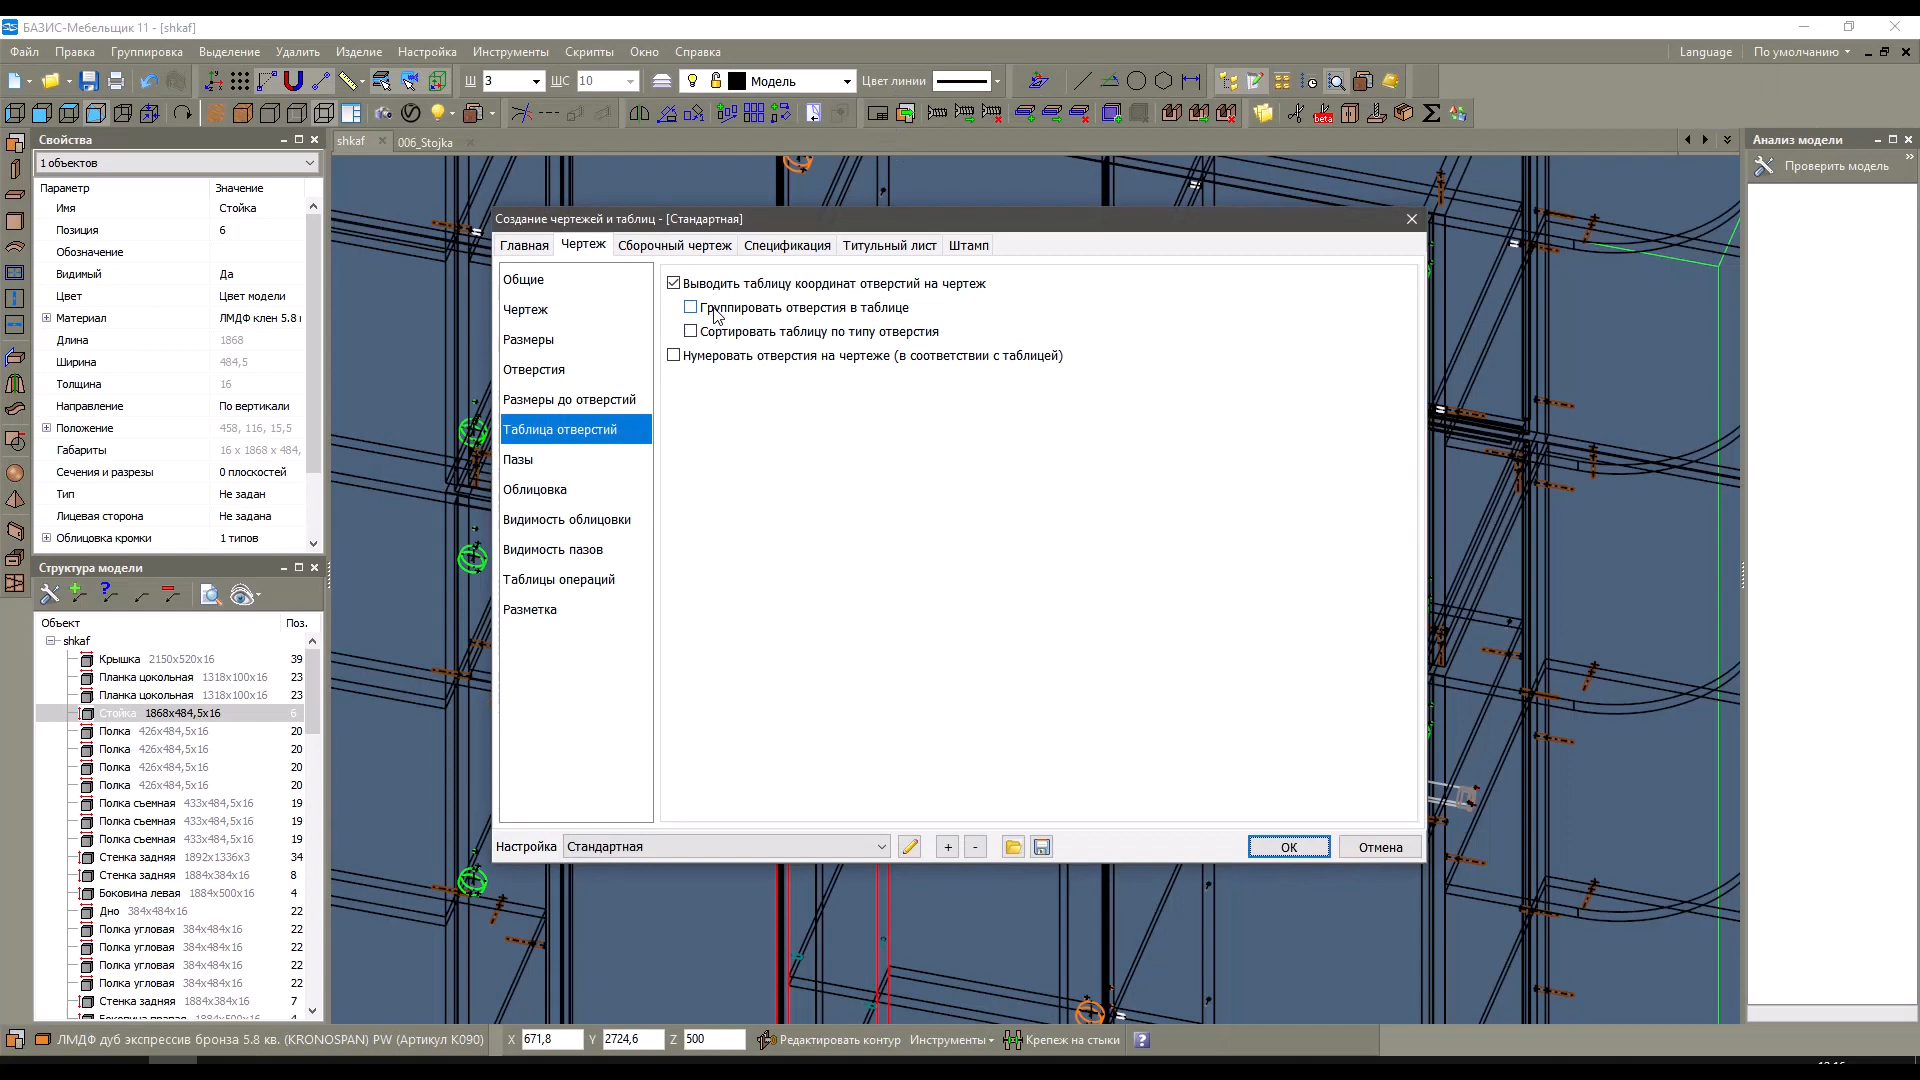 БАЗИС-Мебельщик 11 - [shkaf]
Файл Правка Группировка Выделение Удалить Изделие Настройка Инструменты Скрипты Окно Справка Language По умолчанию
Ш 3 ШС 10 Модель Цвет линии
beta
Свойства
1 объектов
Параметр Значение
Имя Стойка
Позиция 6
Обозначение
Видимый Да
Цвет Цвет модели
Материал ЛМДФ клен 5.8
Длина 1868
Ширина 484,5
Толщина 16
Направление По вертикали
Положение 458, 116, 15,5
Габариты 16 x 1868 x 484,
Сечения и разрезы 0 плоскостей
Тип Не задан
Лицевая сторона Не задана
Облицовка кромки 1 типов
Структура модели
Объект Поз.
shkaf
Крышка 2150x520x16 39
Планка цокольная 1318x100x16 23
Планка цокольная 1318x100x16 23
Стойка 1868x484,5x16 6
Полка 426x484,5x16 20
Полка 426x484,5x16 20
Полка 426x484,5x16 20
Полка 426x484,5x16 20
Полка съемная 433x484,5x16 19
Полка съемная 433x484,5x16 19
Полка съемная 433x484,5x16 19
Стенка задняя 1892x1336x3 34
Стенка задняя 1884x384x16 8
Боковина левая 1884x500x16 4
Дно 384x484x16 22
Полка угловая 384x484x16 22
Полка угловая 384x484x16 22
Полка угловая 384x484x16 22
Полка угловая 384x484x16 22
Стенка задняя 1884x384x16 7
shkaf 006_Stojka
Создание чертежей и таблиц - [Стандартная]
Главная Чертеж Сборочный чертеж Спецификация Титульный лист Штамп
Общие
Чертеж
Размеры
Отверстия
Размеры до отверстий
Таблица отверстий
Пазы
Облицовка
Видимость облицовки
Видимость пазов
Таблицы операций
Разметка
Выводить таблицу координат отверстий на чертеж
Группировать отверстия в таблице
Сортировать таблицу по типу отверстия
Нумеровать отверстия на чертеже (в соответствии с таблицей)
Настройка Стандартная + - ОК Отмена
Анализ модели
Проверить модель
ЛМДФ дуб экспрессив бронза 5.8 кв. (KRONOSPAN) PW (Артикул K090) X 671,8 Y 2724,6 Z 500 Редактировать контур Инструменты Крепеж на стыки